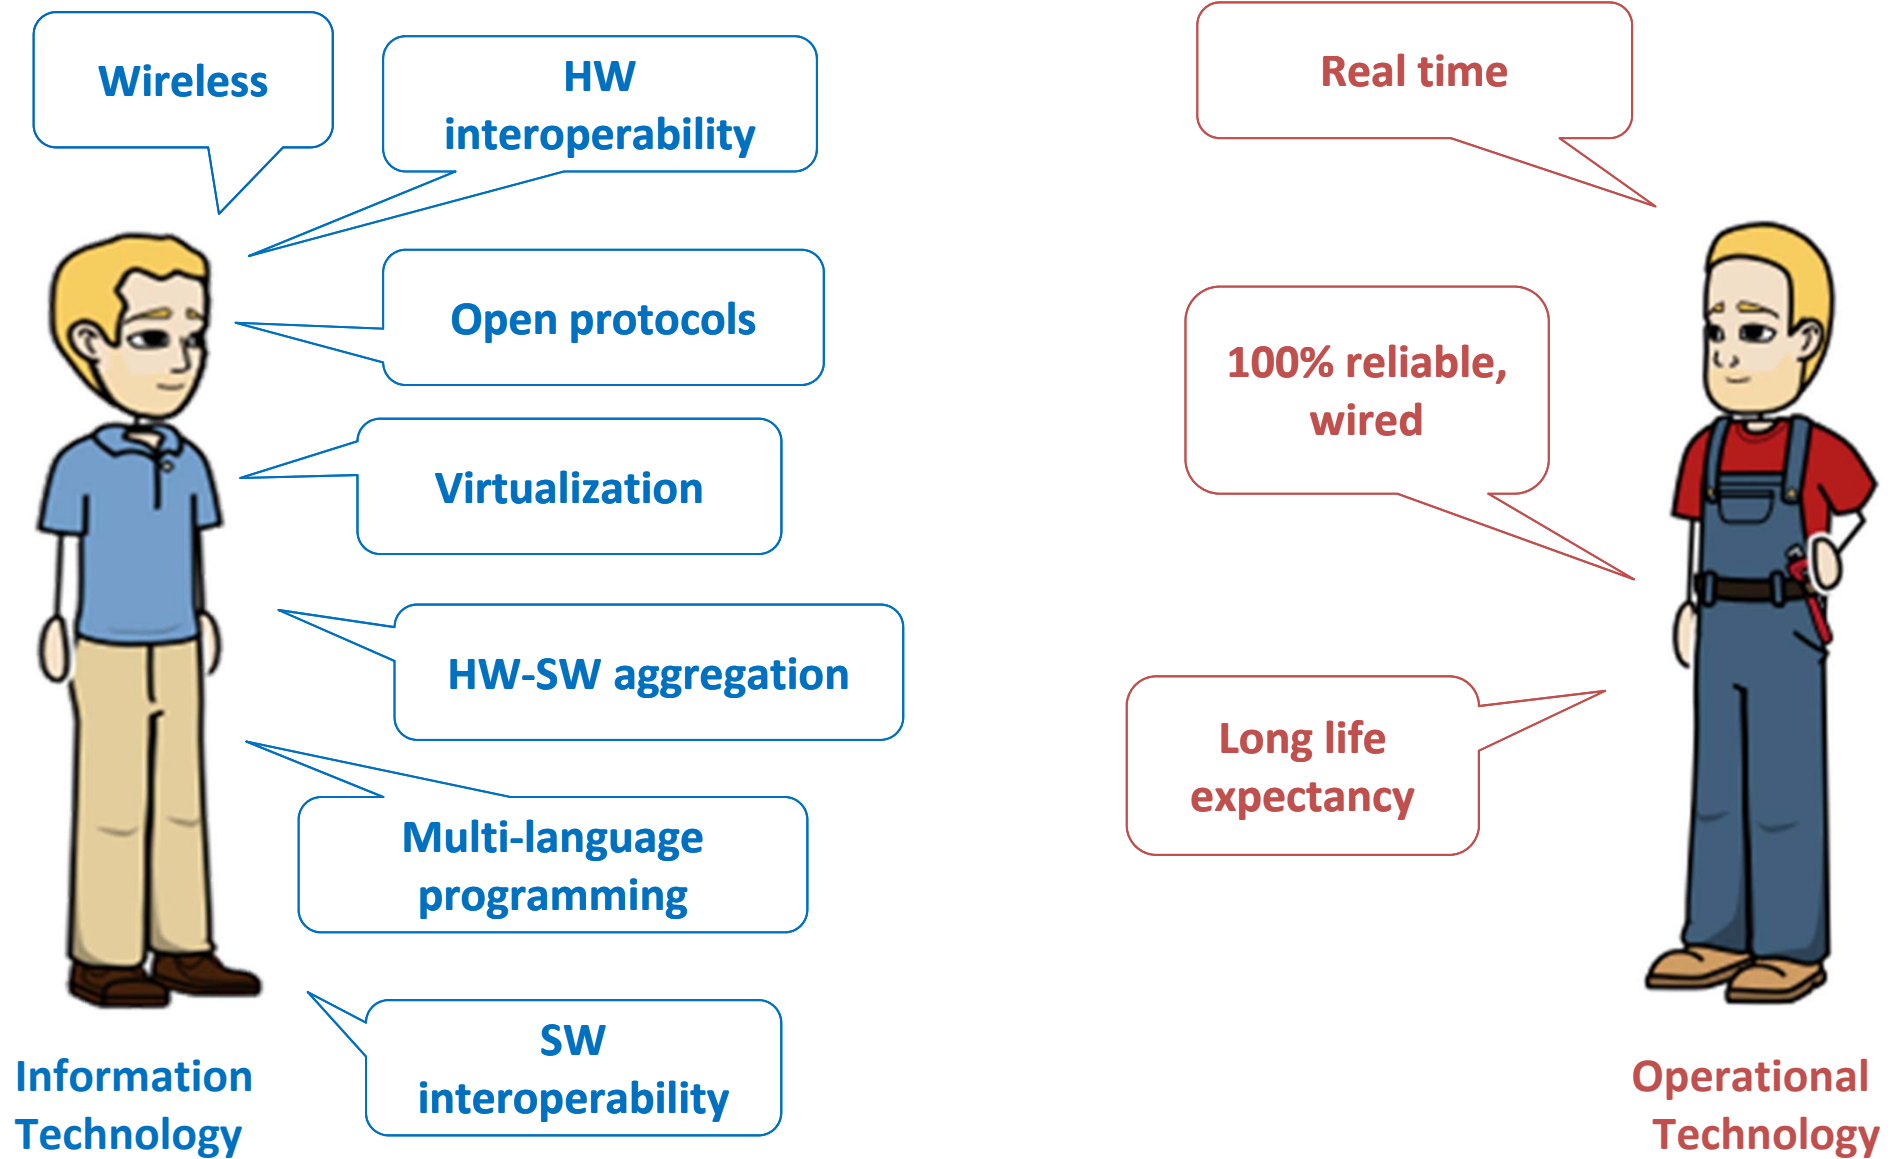 Wireless
HW
interoperability
Open protocols
Virtualization
HW-SW aggregation
Multi-language
programming
SW
interoperability
Information
Technology
Real time
100% reliable,
wired
Long life
expectancy
Operational
Technology